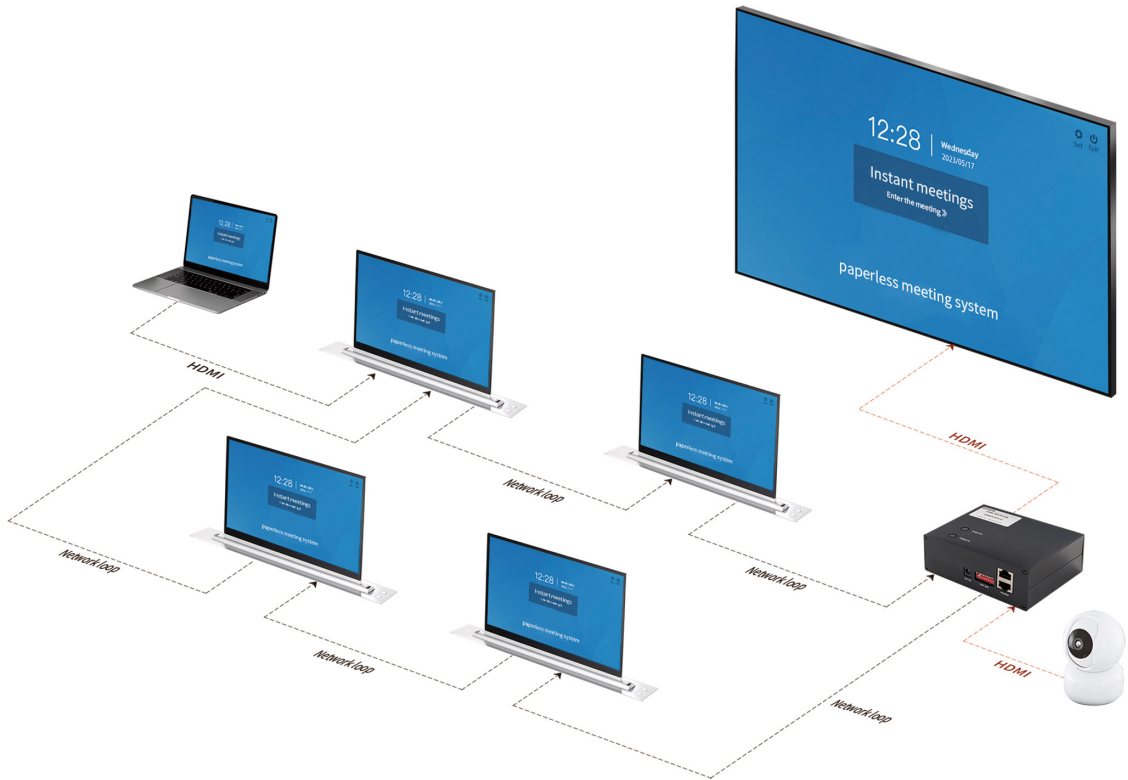 12:28
Wednesday
2023/05/17
Set
Exit
Instant meetings
Enter the meeting »
paperless meeting system
12:28
Instant meetings
paperless meeting system
HDMI
12:28
Instant meetings
paperless meeting system
Network loop
12:28
Instant meetings
paperless meeting system
HDMI
12:28
Instant meetings
paperless meeting system
Network loop
12:28
Instant meetings
paperless meeting system
Network loop
Network loop
HDMI
Network loop